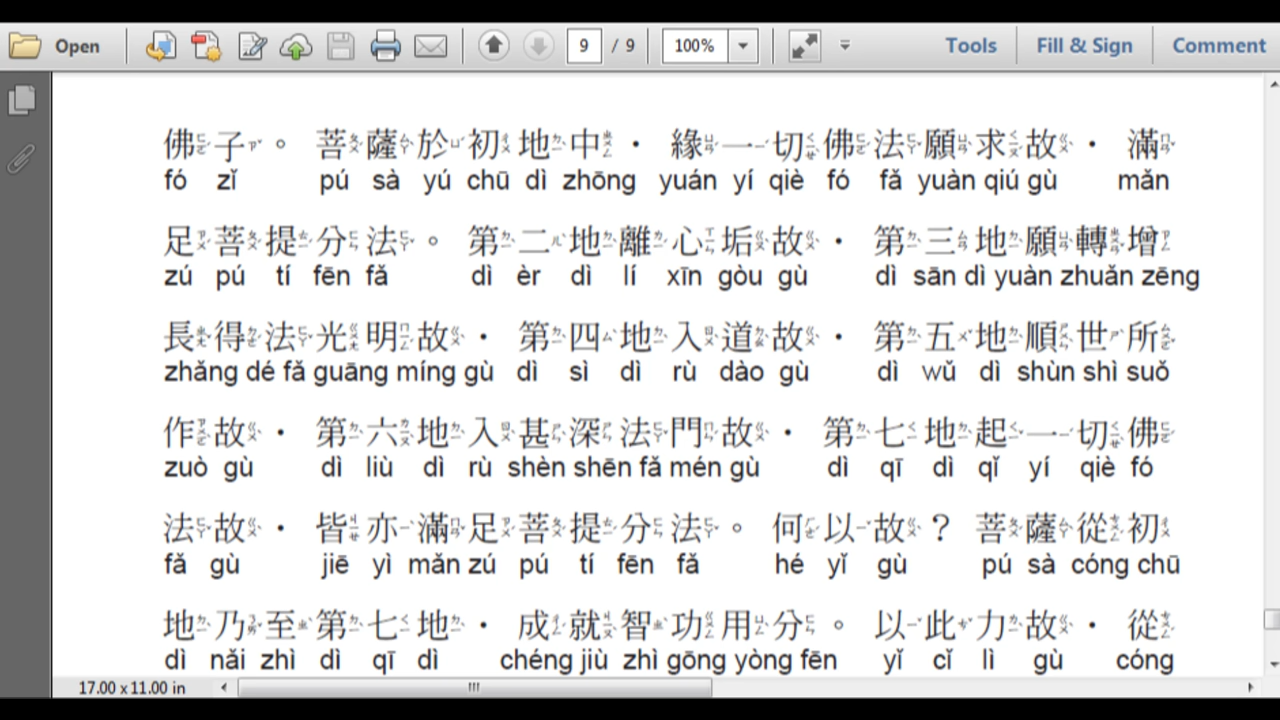 Open 9 / 9 100% Tools Fill & Sign Comment
佛子。菩薩於初地中・緣一切佛法願求故・滿
fó zǐ pú sà yú chū dì zhōng yuán yí qiè fó fǎ yuàn qiú gù mǎn
足菩提分法。第二地離心垢故・第三地願轉增
zú pú tí fēn fǎ dì èr dì lí xīn gòu gù dì sān dì yuàn zhuǎn zēng
長得法光明故・第四地入道故・第五地順世所
zhǎng dé fǎ guāng míng gù dì sì dì rù dào gù dì wǔ dì shùn shì suǒ
作故・第六地入甚深法門故・第七地起一切佛
zuò gù dì liù dì rù shèn shēn fǎ mén gù dì qī dì qǐ yí qiè fó
法故・皆亦滿足菩提分法。何以故？菩薩從初
fǎ gù jiē yì mǎn zú pú tí fēn fǎ hé yǐ gù pú sà cóng chū
地乃至第七地・成就智功用分。以此力故・從
dì nǎi zhì dì qī dì chéng jiù zhì gōng yòng fēn yǐ cǐ lì gù cóng
17.00 x 11.00 in